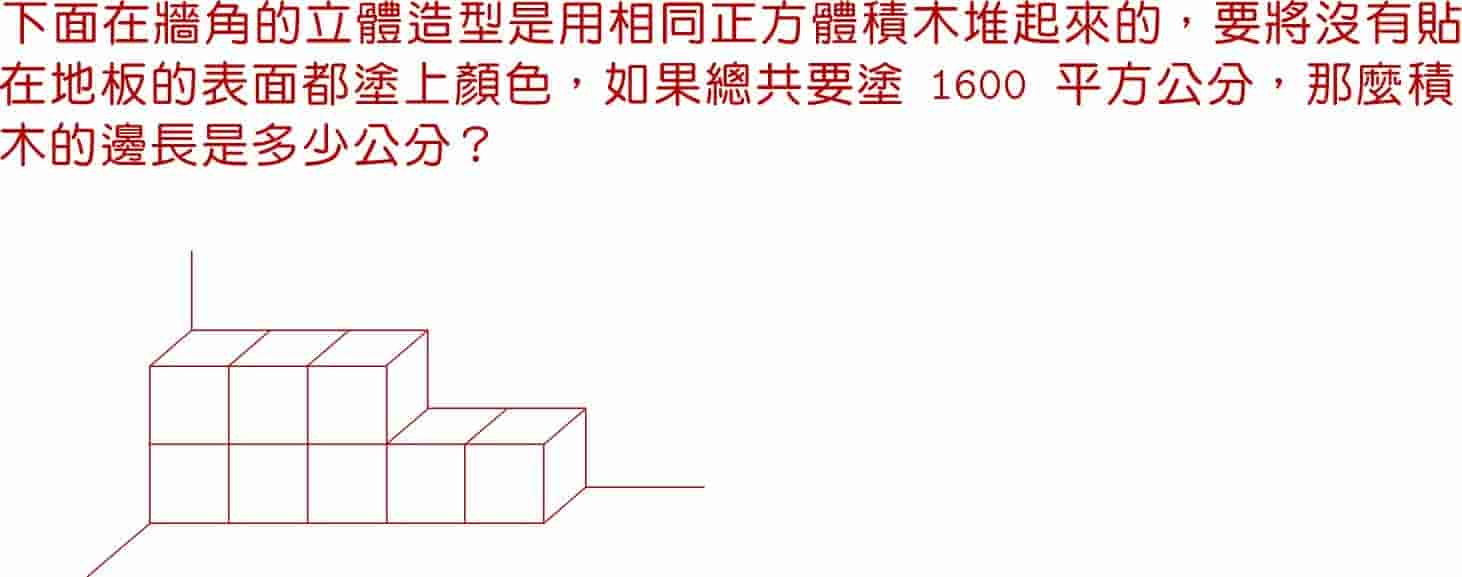 下面在牆角的立體造型是用相同正方體積木堆起來的，要將沒有貼
在地板的表面都塗上顏色，如果總共要塗 1600 平方公分，那麼積
木的邊長是多少公分？